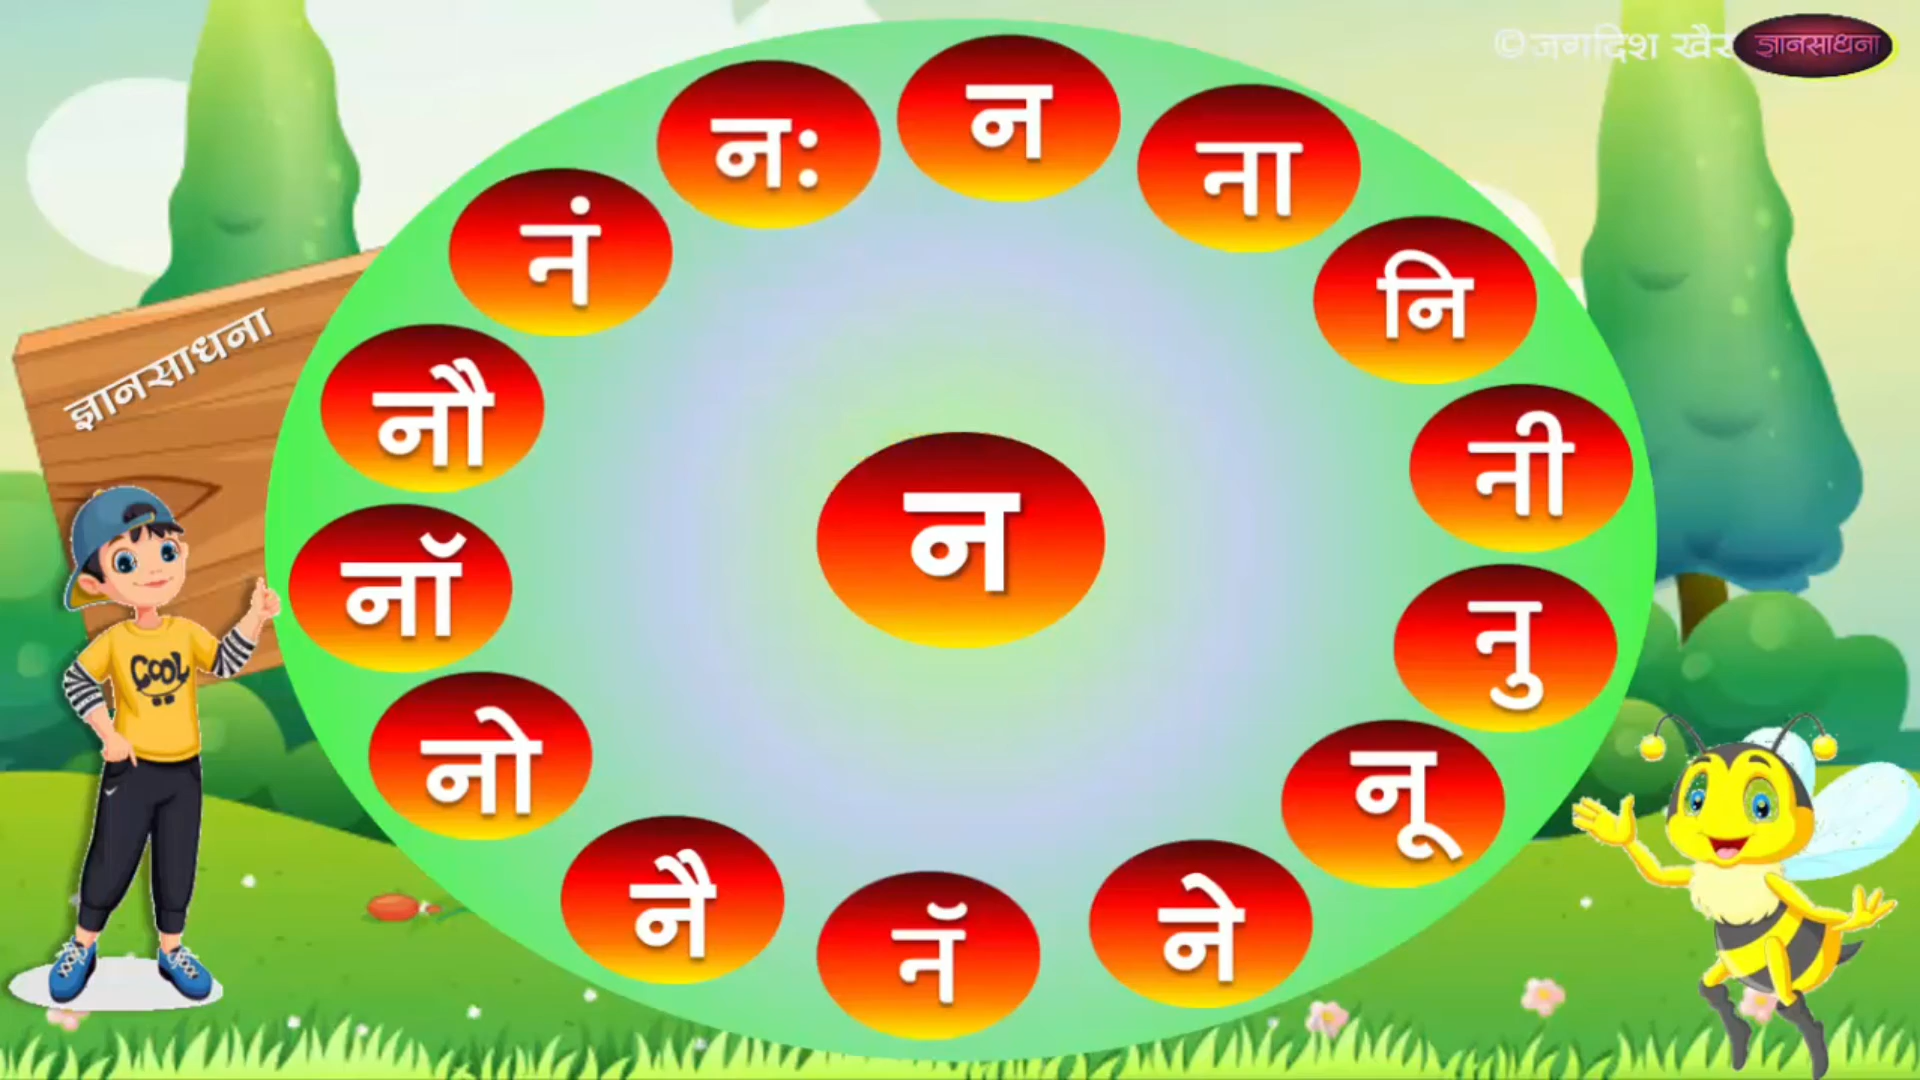 ©जगदिश खैर
ज्ञानसाधना
ज्ञानसाधना
न
ना
नि
नी
नु
नू
ने
नॅ
नै
नो
नॉ
नौ
नं
नः
न
COOL